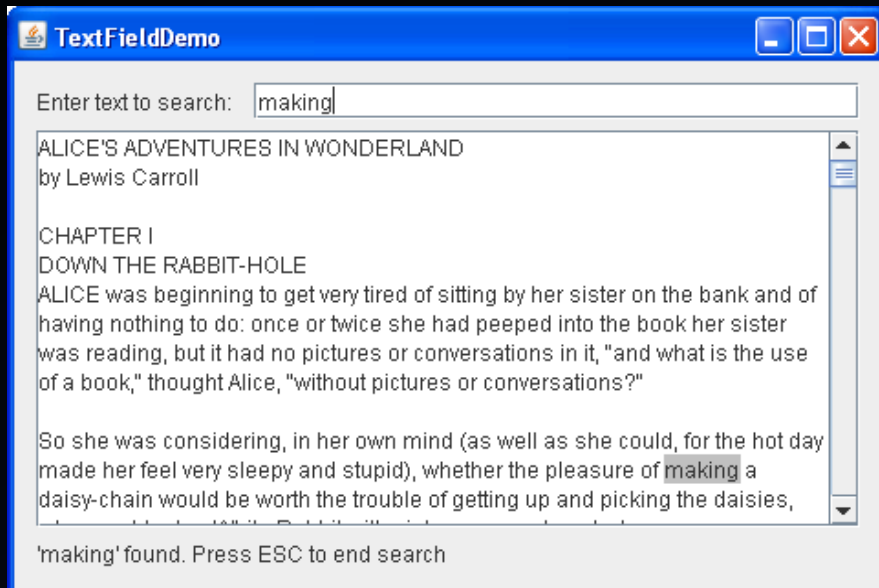 TextFieldDemo
Enter text to search: making
ALICE'S ADVENTURES IN WONDERLAND
by Lewis Carroll
CHAPTER I
DOWN THE RABBIT-HOLE
ALICE was beginning to get very tired of sitting by her sister on the bank and of
having nothing to do: once or twice she had peeped into the book her sister
was reading, but it had no pictures or conversations in it, "and what is the use
of a book," thought Alice, "without pictures or conversations?"
So she was considering, in her own mind (as well as she could, for the hot day
made her feel very sleepy and stupid), whether the pleasure of making a
daisy-chain would be worth the trouble of getting up and picking the daisies,
'making' found. Press ESC to end search